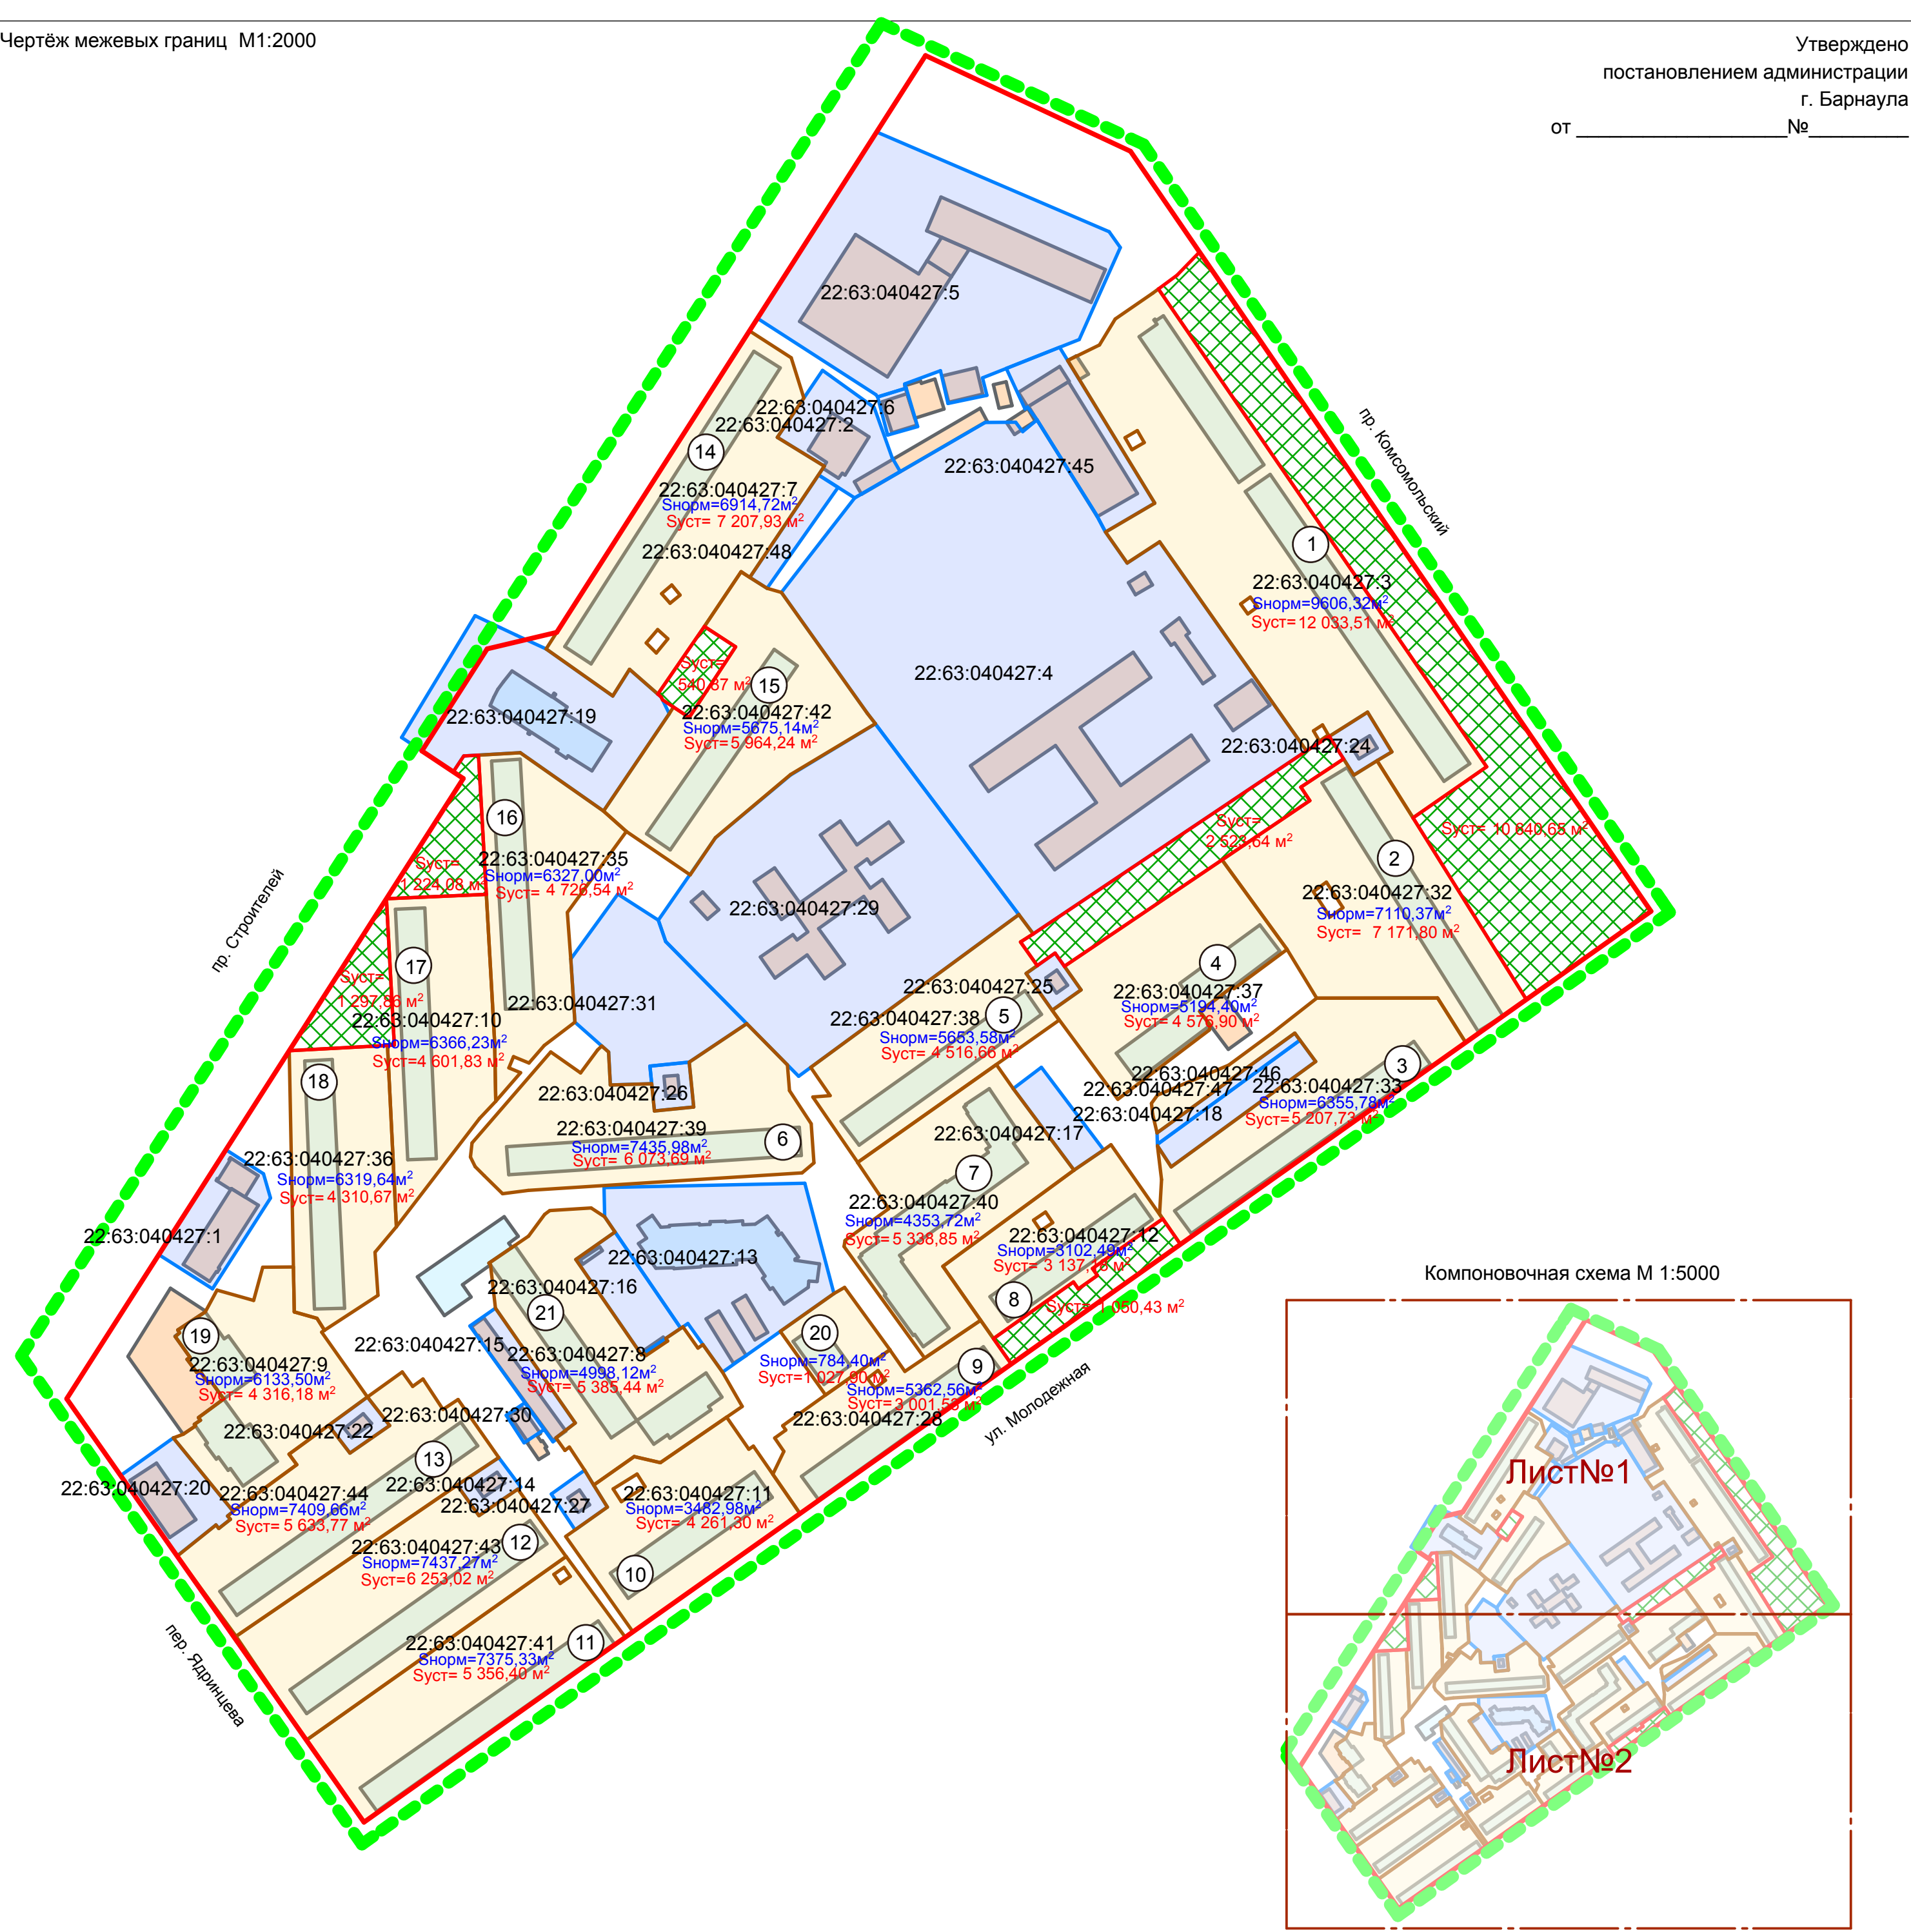 Чертёж межевых границ М1:2000
Утверждено
постановлением администрации
г. Барнаула
от ___________________№_________
22:63:040427:5
22:63:040427:6
22:63:040427:2
14
22:63:040427:45
22:63:040427:7
Sнорм=6914,72м²
Sуст= 7 207,93 м²
22:63:040427:48
пр. Комсомольский
1
22:63:040427:3
Sнорм=9606,32м²
Sуст=12 033,51 м²
Sуст=
540,87 м²
15
22:63:040427:4
22:63:040427:42
Sнорм=5675,14м²
Sуст=5 964,24 м²
22:63:040427:19
22:63:040427:24
16
Sуст=
2 523,64 м²
Sуст= 10 640,65 м²
2
22:63:040427:35
Sнорм=6327,00м²
Sуст= 4 726,54 м²
Sуст=
1 224,08 м²
22:63:040427:32
Sнорм=7110,37м²
Sуст= 7 171,80 м²
22:63:040427:29
пр. Строителей
17
4
Sуст=
1 297,86 м²
22:63:040427:25
22:63:040427:37
Sнорм=5194,40м²
Sуст= 4 576,90 м²
22:63:040427:31
22:63:040427:10
Sнорм=6366,23м²
Sуст=4 601,83 м²
22:63:040427:38
5
Sнорм=5653,58м²
Sуст= 4 516,66 м²
18
3
22:63:040427:46
22:63:040427:47
22:63:040427:33
Sнорм=6355,78м²
Sуст=5 207,73 м²
22:63:040427:18
22:63:040427:26
22:63:040427:39
6
Sнорм=7435,98м²
Sуст= 6 073,69 м²
22:63:040427:17
22:63:040427:36
Sнорм=6319,64м²
Sуст=4 310,67 м²
7
22:63:040427:40
Sнорм=4353,72м²
Sуст=5 338,85 м²
22:63:040427:1
22:63:040427:12
Sнорм=3102,49м²
Sуст= 3 137,18 м²
22:63:040427:13
22:63:040427:16
21
8
Sуст= 1 050,43 м²
Компоновочная схема М 1:5000
19
22:63:040427:15
20
22:63:040427:8
Sнорм=4998,12м²
Sуст= 5 385,44 м²
Sнорм=784,40м²
Sуст=1 027,90 м²
9
22:63:040427:9
Sнорм=6133,50м²
Sуст= 4 316,18 м²
Sнорм=5362,56м²
Sуст=3 001,55 м²
22:63:040427:28
ул. Молодежная
22:63:040427:30
22:63:040427:22
13
22:63:040427:20
22:63:040427:14
22:63:040427:44
Sнорм=7409,66м²
Sуст= 5 633,77 м²
22:63:040427:27
22:63:040427:11
Sнорм=3482,98м²
Sуст= 4 261,30 м²
22:63:040427:43
12
Sнорм=7437,27м²
Sуст=6 253,02 м²
10
22:63:040427:41
11
Sнорм=7375,33м²
Sуст= 5 356,40 м²
пер. Ядринцева
Лист№1
Лист№2